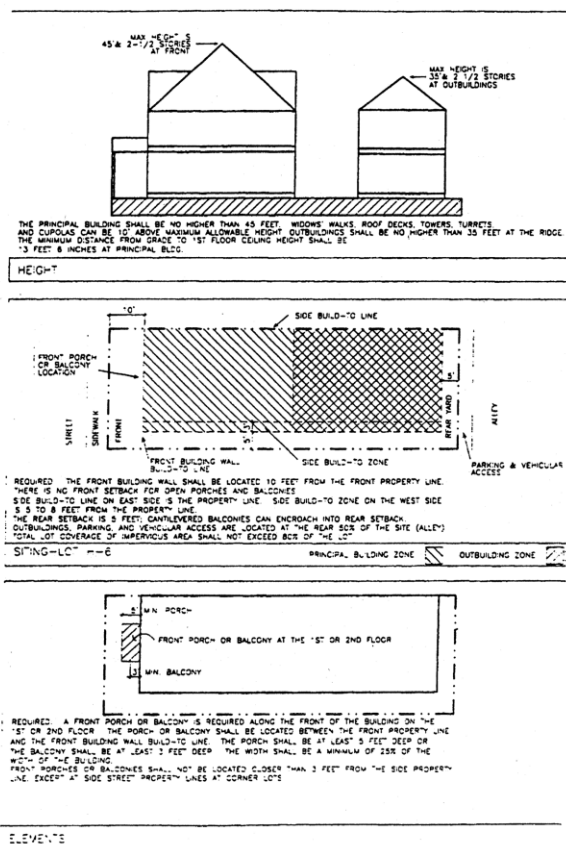 MAX HEIGHT IS
45'& 2-1/2 STORIES
AT FRONT
MAX HEIGHT IS
35'& 2 1/2 STORIES
AT OUTBUILDINGS
THE PRINCIPAL BUILDING SHALL BE NO HIGHER THAN 45 FEET. WIDOWS' WALKS, ROOF DECKS, TOWERS, TURRETS,
AND CUPOLAS CAN BE 10' ABOVE MAXIMUM ALLOWABLE HEIGHT OUTBUILDINGS SHALL BE NO HIGHER THAN 35 FEET AT THE RIDGE.
THE MINIMUM DISTANCE FROM GRADE TO 1ST FLOOR CEILING HEIGHT SHALL BE
13 FEET 6 INCHES AT PRINCIPAL BLDG.
HEIGHT
10'
SIDE BUILD-TO LINE
FRONT PORCH
OR BALCONY
LOCATION
STREET
SIDEWALK
FRONT
5'
3'
5'
REAR YARD
ALLEY
FRONT BUILDING WALL
BUILD-TO LINE
SIDE BUILD-TO ZONE
PARKING & VEHICULAR
ACCESS
REQUIRED THE FRONT BUILDING WALL SHALL BE LOCATED 10 FEET FROM THE FRONT PROPERTY LINE.
THERE IS NO FRONT SETBACK FOR OPEN PORCHES AND BALCONIES
SIDE BUILD-TO LINE ON EAST SIDE IS THE PROPERTY LINE. SIDE BUILD-TO ZONE ON THE WEST SIDE
IS 5 TO 8 FEET FROM THE PROPERTY LINE.
THE REAR SETBACK IS 5 FEET; CANTILEVERED BALCONIES CAN ENCROACH INTO REAR SETBACK
OUTBUILDINGS, PARKING, AND VEHICULAR ACCESS ARE LOCATED AT THE REAR 50% OF THE SITE (ALLEY)
TOTAL LOT COVERAGE OF IMPERVIOUS AREA SHALL NOT EXCEED 80% OF THE LOT
SITING-LOT H-6
PRINCIPAL BUILDING ZONE
OUTBUILDING ZONE
5' MIN. PORCH
FRONT PORCH OR BALCONY AT THE 1ST OR 2ND FLOOR
3' MIN. BALCONY
REQUIRED. A FRONT PORCH OR BALCONY IS REQUIRED ALONG THE FRONT OF THE BUILDING ON THE
1ST OR 2ND FLOOR THE PORCH OR BALCONY SHALL BE LOCATED BETWEEN THE FRONT PROPERTY LINE
AND THE FRONT BUILDING WALL BUILD-TO LINE. THE PORCH SHALL BE AT LEAST 5 FEET DEEP OR
THE BALCONY SHALL BE AT LEAST 3 FEET DEEP THE WIDTH SHALL BE A MINIMUM OF 25% OF THE
WIDTH OF THE BUILDING.
FRONT PORCHES OR BALCONIES SHALL NOT BE LOCATED CLOSER THAN 3 FEET FROM THE SIDE PROPERTY
LINE, EXCEPT AT SIDE STREET PROPERTY LINES AT CORNER LOTS
ELEMENTS